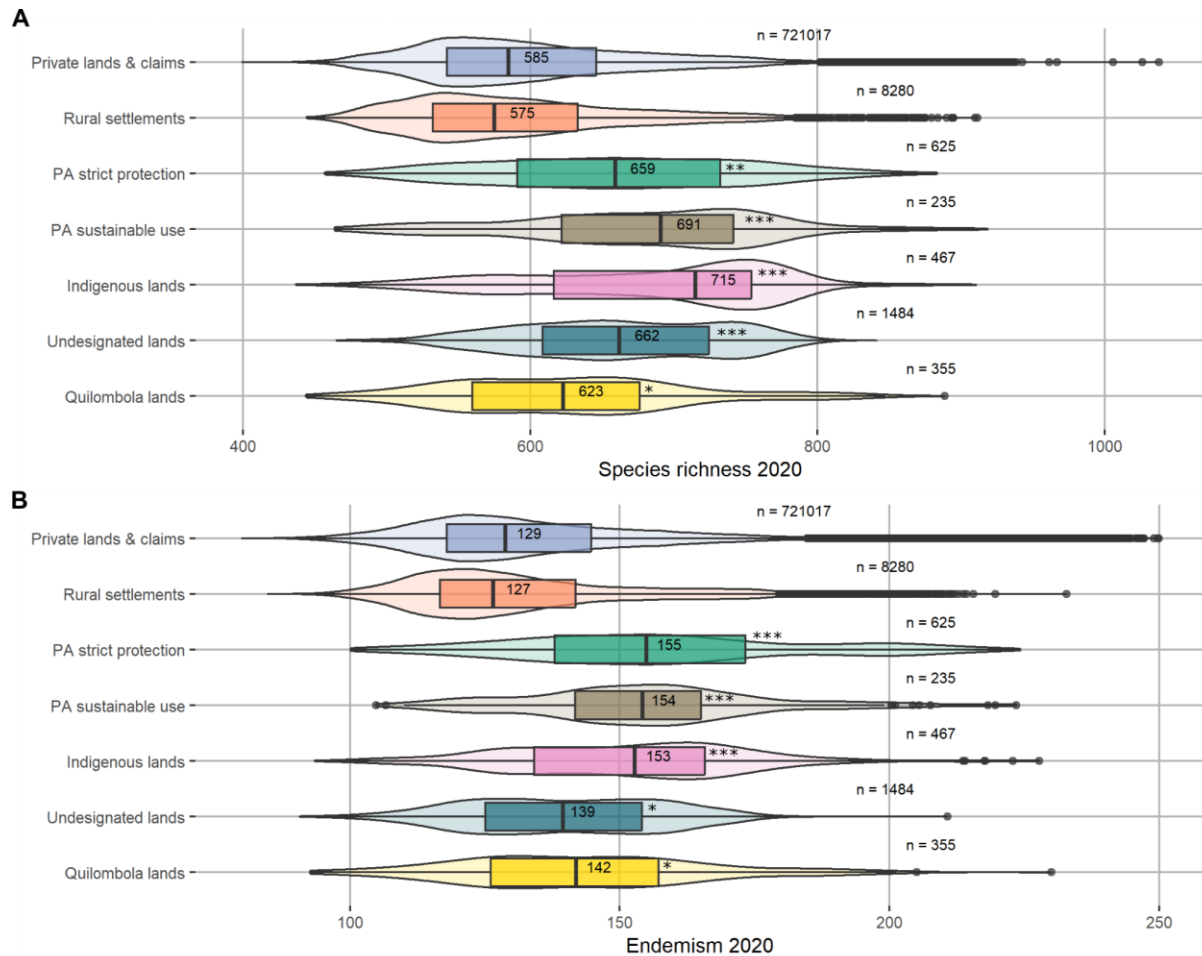 A
n = 721017
Private lands & claims
585
n = 8280
Rural settlements
575
n = 625
PA strict protection
659
**
n = 235
PA sustainable use
691
***
n = 467
Indigenous lands
715
***
n = 1484
Undesignated lands
662
***
n = 355
Quilombola lands
623
*
400 600 800 1000
Species richness 2020
B
n = 721017
Private lands & claims
129
n = 8280
Rural settlements
127
n = 625
PA strict protection
155
***
n = 235
PA sustainable use
154
***
n = 467
Indigenous lands
153
***
n = 1484
Undesignated lands
139
*
n = 355
Quilombola lands
142
*
100 150 200 250
Endemism 2020